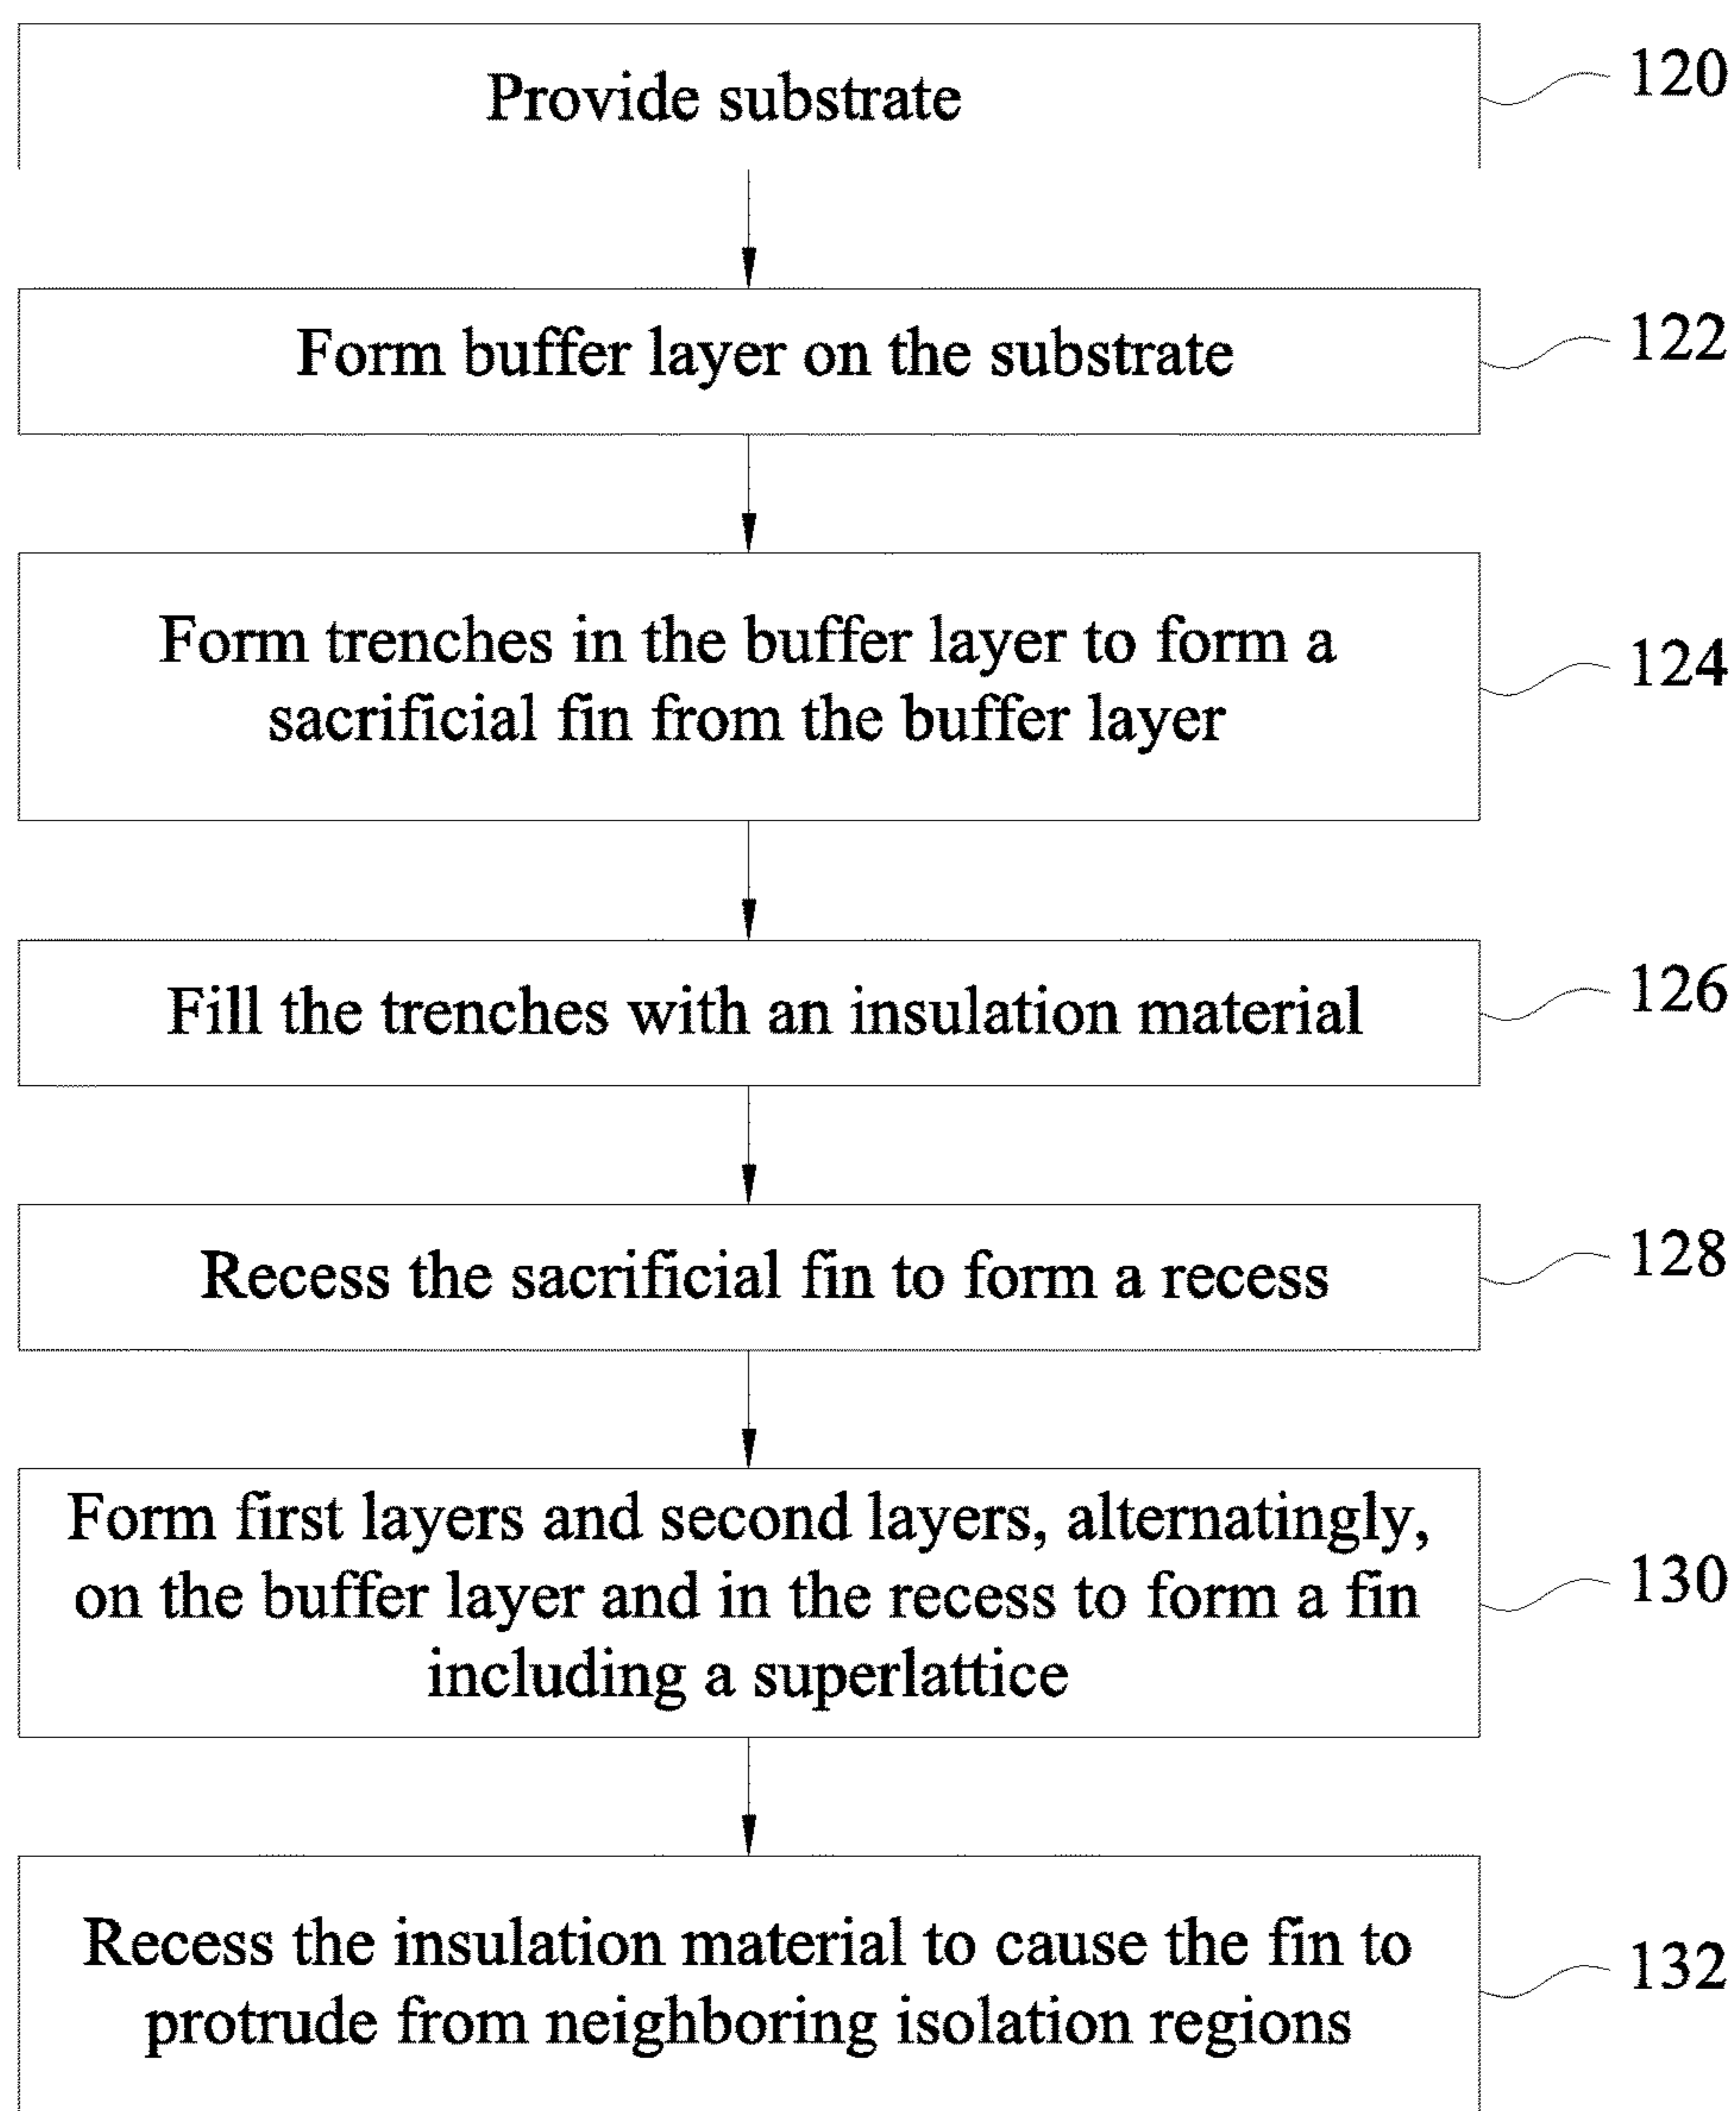 Provide substrate
120
Form buffer layer on the substrate
122
Form trenches in the buffer layer to form a
sacrificial fin from the buffer layer
124
Fill the trenches with an insulation material
126
Recess the sacrificial fin to form a recess
128
Form first layers and second layers, alternatingly,
on the buffer layer and in the recess to form a fin
including a superlattice
130
Recess the insulation material to cause the fin to
protrude from neighboring isolation regions
132